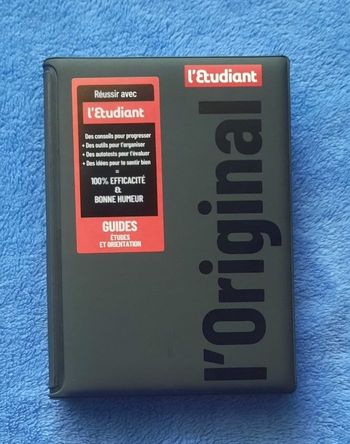 l'Etudiant
Réussir avec
l'Etudiant
Des conseils pour progresser
+ Des outils pour t'organiser
+ Des autotests pour t'évaluer
+ Des idées pour te sentir bien
=
100% EFFICACITÉ
&
BONNE HUMEUR
GUIDES
ÉTUDES
ET ORIENTATION
l'Original